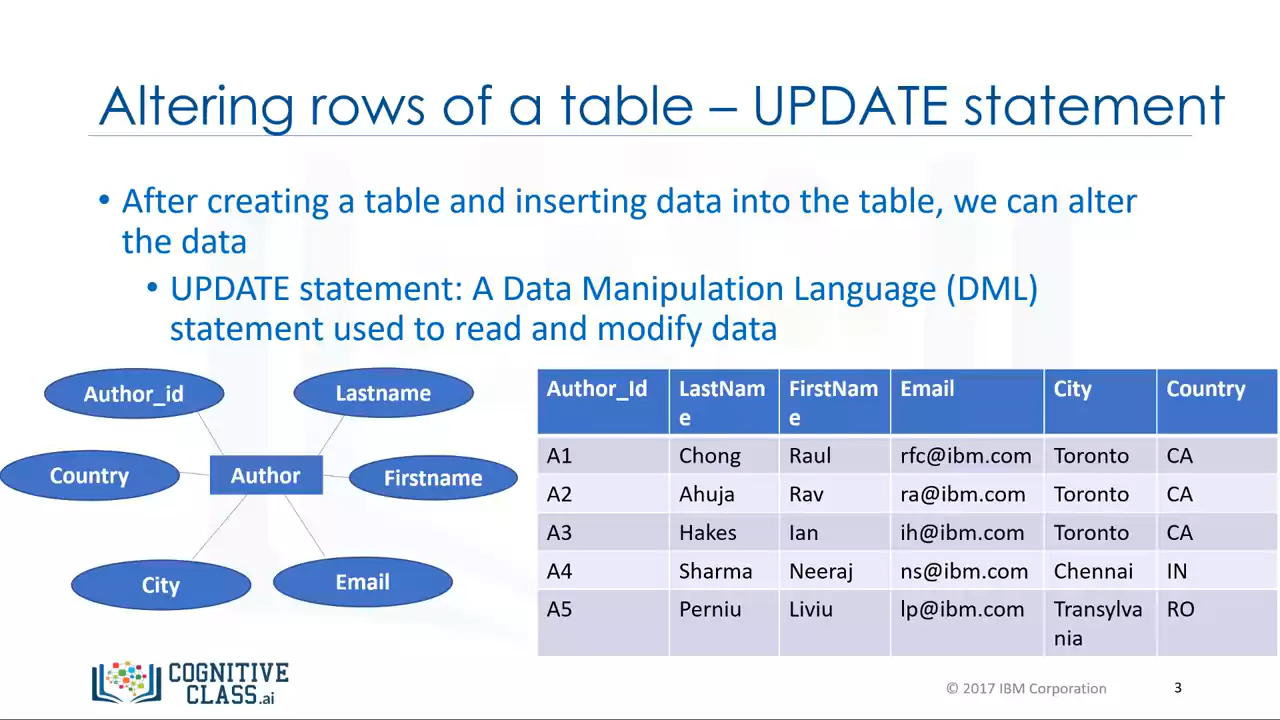 Altering rows of a table – UPDATE statement
• After creating a table and inserting data into the table, we can alter
the data
• UPDATE statement: A Data Manipulation Language (DML)
statement used to read and modify data
Author_id
Lastname
Country
Author
Firstname
City
Email
Author_Id LastNam FirstNam Email City Country
e e
A1 Chong Raul rfc@ibm.com Toronto CA
A2 Ahuja Rav ra@ibm.com Toronto CA
A3 Hakes Ian ih@ibm.com Toronto CA
A4 Sharma Neeraj ns@ibm.com Chennai IN
A5 Perniu Liviu lp@ibm.com Transylva RO
nia
COGNITIVE
CLASS.ai
© 2017 IBM Corporation
3